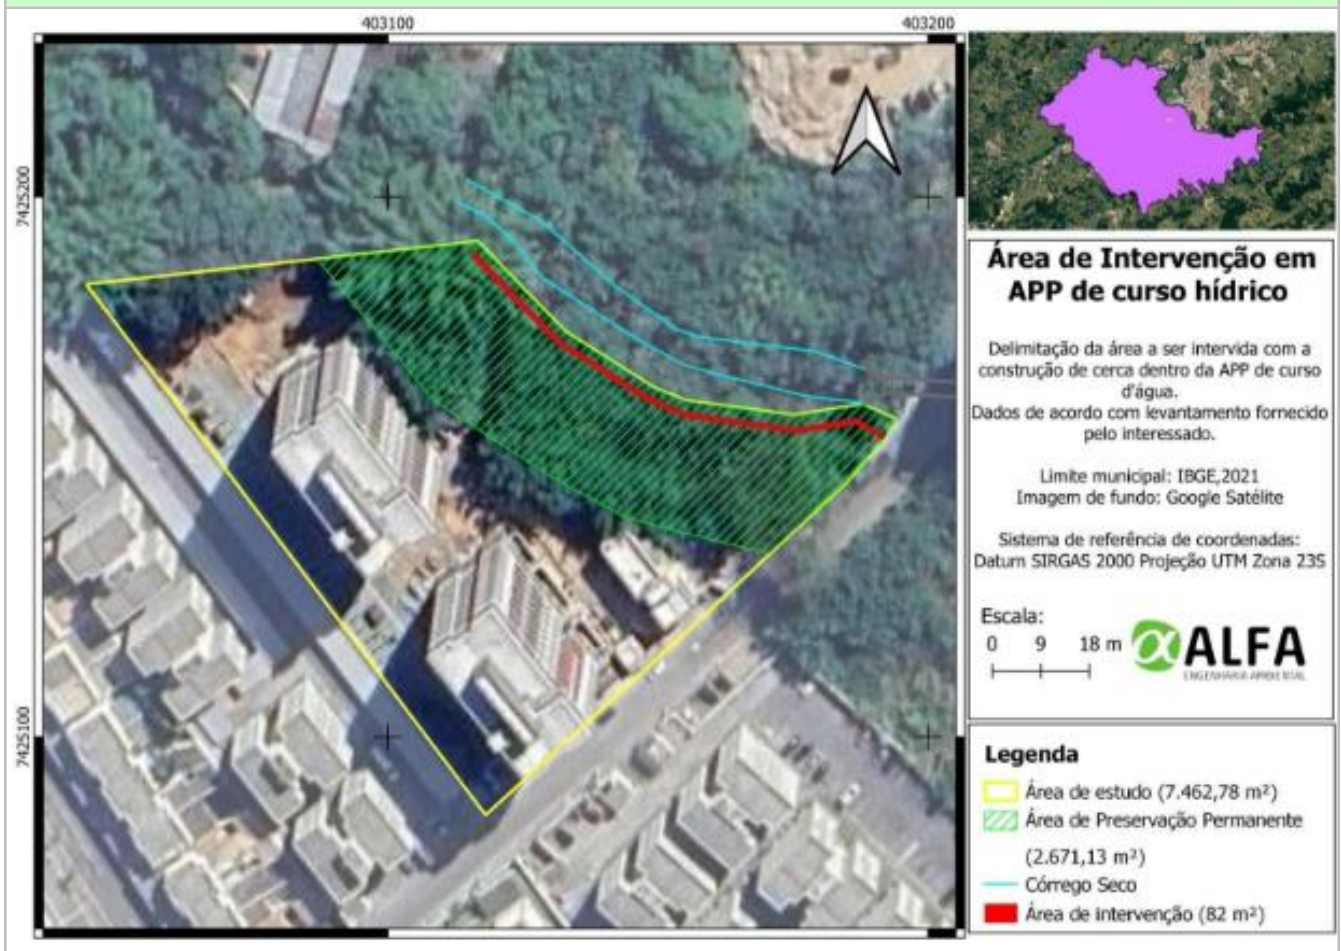 403100
403200
7425200
7425100
Área de Intervenção em
APP de curso hídrico
Delimitação da área a ser intervida com a
construção de cerca dentro da APP de curso
d'água.
Dados de acordo com levantamento fornecido
pelo interessado.
Limite municipal: IBGE,2021
Imagem de fundo: Google Satélite
Sistema de referência de coordenadas:
Datum SIRGAS 2000 Projeção UTM Zona 23S
Escala:
0 9 18 m
αALFA
ENGENHARIA AMBIENTAL
Legenda
Área de estudo (7.462,78 m²)
Área de Preservação Permanente
(2.671,13 m²)
Córrego Seco
Área de intervenção (82 m²)